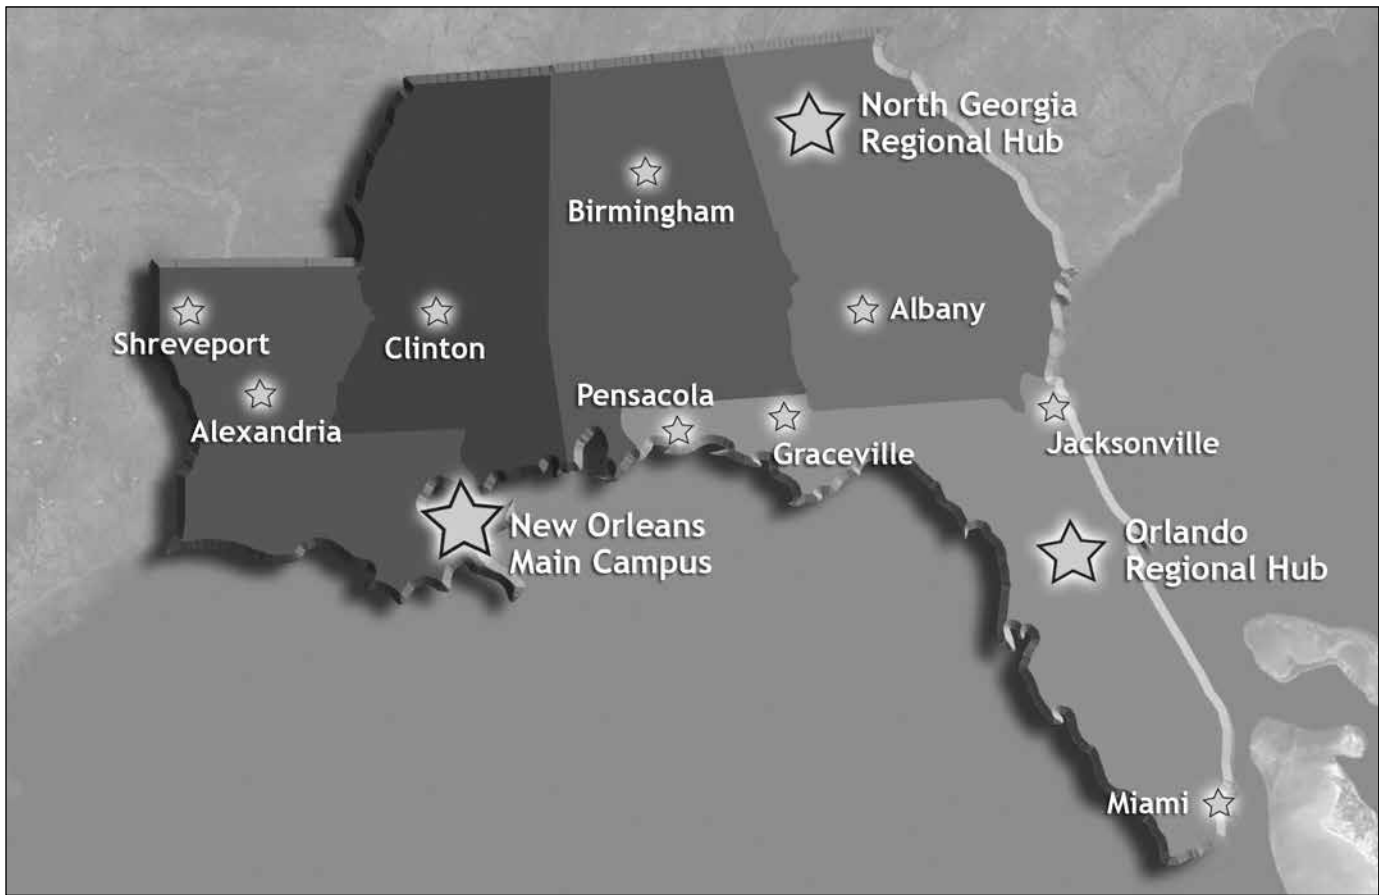 North Georgia
Regional Hub
Birmingham
Shreveport
Clinton
Albany
Alexandria
Pensacola
Graceville
Jacksonville
New Orleans
Main Campus
Orlando
Regional Hub
Miami